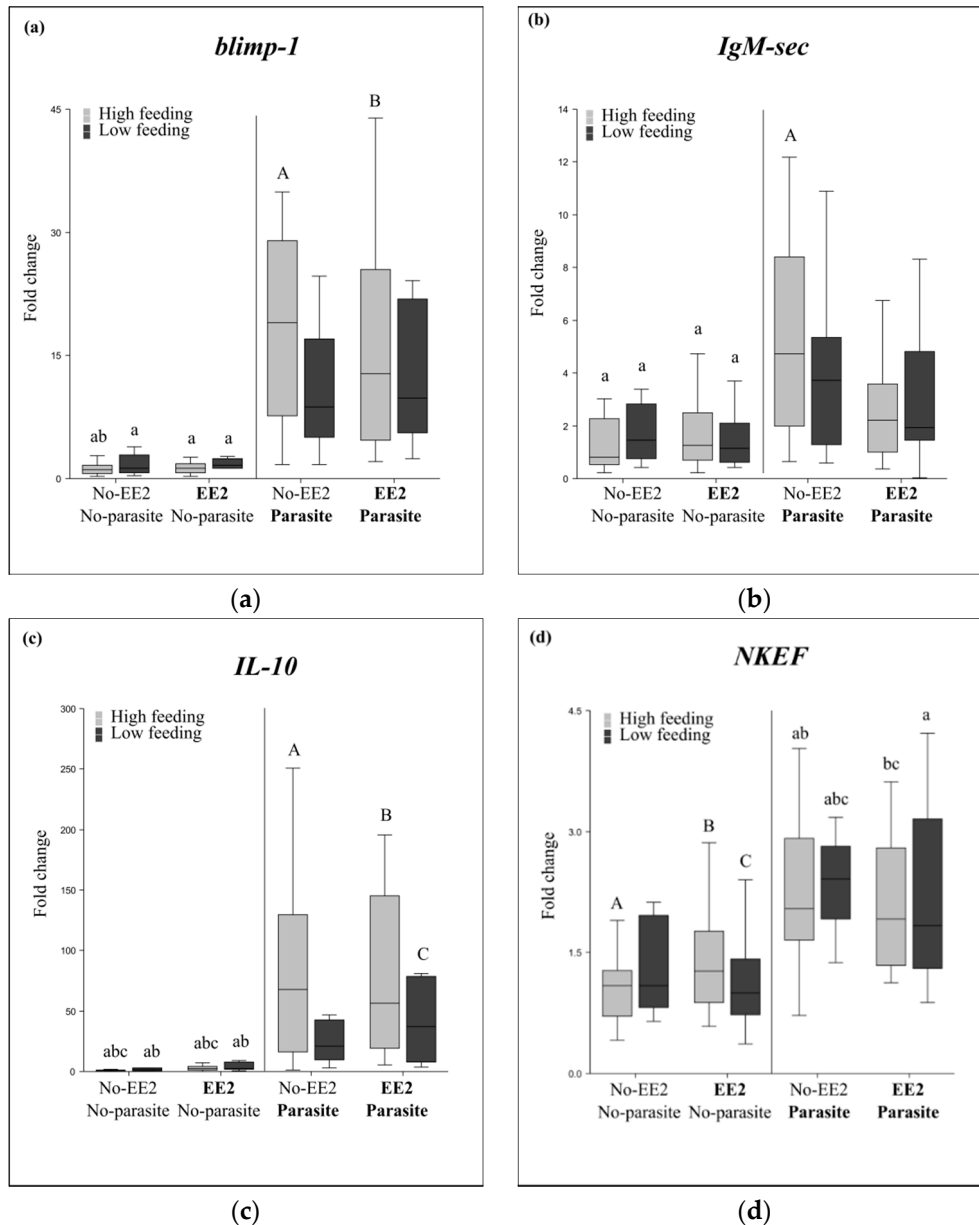 (a)
blimp-1
High feeding
Low feeding
45
30
15
0
Fold change
A
B
ab
a
a
a
No-EE2
EE2
No-EE2
EE2
No-parasite
No-parasite
Parasite
Parasite
(a)
(b)
IgM-sec
High feeding
Low feeding
14
12
10
8
6
4
2
0
Fold change
A
a
a
a
a
No-EE2
EE2
No-EE2
EE2
No-parasite
No-parasite
Parasite
Parasite
(b)
(c)
IL-10
High feeding
Low feeding
300
250
200
150
100
50
0
Fold change
A
B
C
abc
ab
abc
ab
No-EE2
EE2
No-EE2
EE2
No-parasite
No-parasite
Parasite
Parasite
(c)
(d)
NKEF
High feeding
Low feeding
4.5
3.0
1.5
0.0
Fold change
A
B
C
ab
abc
bc
a
No-EE2
EE2
No-EE2
EE2
No-parasite
No-parasite
Parasite
Parasite
(d)